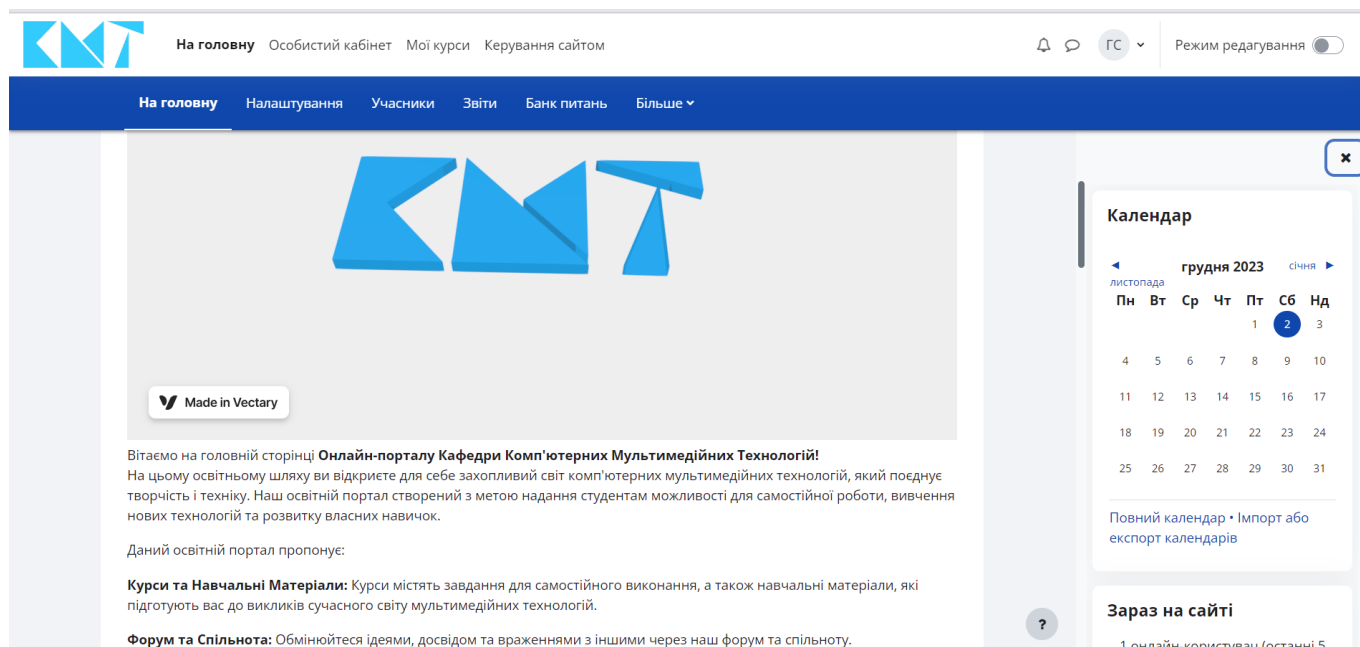 КМТ
На головну Особистий кабінет Мої курси Керування сайтом
ГС
Режим редагування
На головну Налаштування Учасники Звіти Банк питань Більше
КМТ
Made in Vectary
Вітаємо на головній сторінці Онлайн-порталу Кафедри Комп'ютерних Мультимедійних Технологій!
На цьому освітньому шляху ви відкриєте для себе захопливий світ комп'ютерних мультимедійних технологій, який поєднує
творчість і техніку. Наш освітній портал створений з метою надання студентам можливості для самостійної роботи, вивчення
нових технологій та розвитку власних навичок.
Даний освітній портал пропонує:
Курси та Навчальні Матеріали: Курси містять завдання для самостійного виконання, а також навчальні матеріали, які
підготують вас до викликів сучасного світу мультимедійних технологій.
Форум та Спільнота: Обмінюйтеся ідеями, досвідом та враженнями з іншими через наш форум та спільноту.
?
Календар
◄ листопада
грудня 2023
січня ►
Пн Вт Ср Чт Пт Сб Нд
1 2 3
4 5 6 7 8 9 10
11 12 13 14 15 16 17
18 19 20 21 22 23 24
25 26 27 28 29 30 31
Повний календар • Імпорт або
експорт календарів
Зараз на сайті
1 онлайн-користувач (останні 5